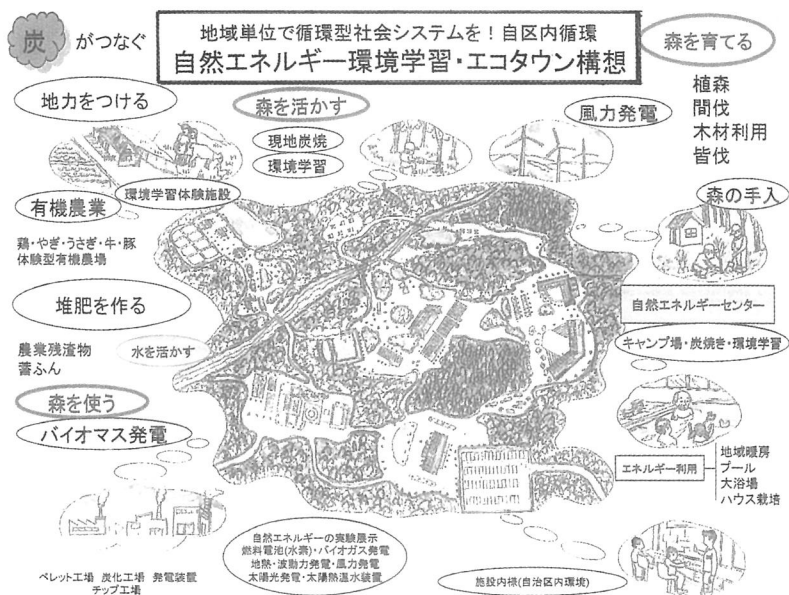 炭がつなぐ
地域単位で循環型社会システムを！自区内循環
自然エネルギー環境学習・エコタウン構想
森を育てる
植森
間伐
木材利用
皆伐
地力をつける
森を活かす
現地炭焼
環境学習
風力発電
環境学習体験施設
有機農業
鶏・やぎ・うさぎ・牛・豚
体験型有機農場
森の手入
堆肥を作る
農業残渣物
蓄ふん
水を活かす
自然エネルギーセンター
キャンプ場・炭焼き・環境学習
森を使う
バイオマス発電
エネルギー利用
地域暖房
プール
大浴場
ハウス栽培
ペレット工場 炭化工場 発電装置
チップ工場
自然エネルギーの実験展示
燃料電池(水素)・バイオガス発電
地熱・波動力発電・風力発電
太陽光発電・太陽熱温水装置
施設内様(自治区内環境)